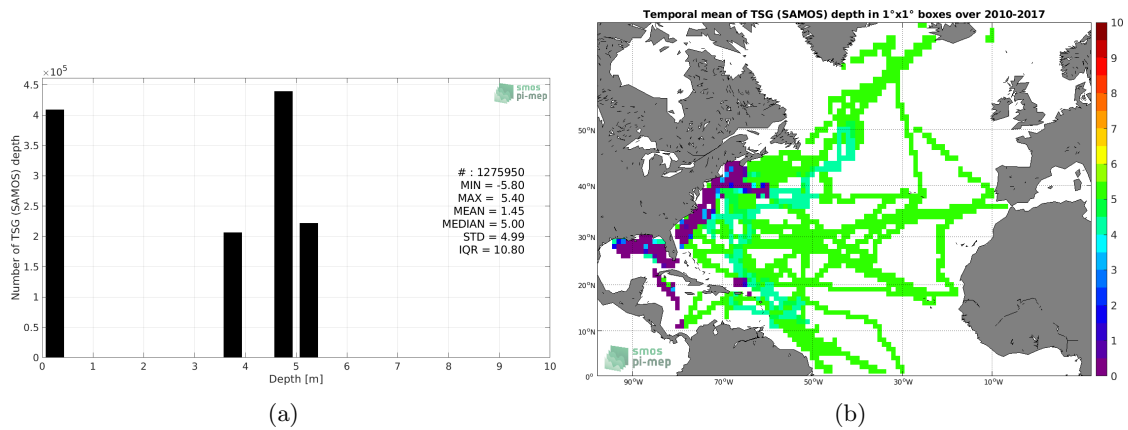 ×10⁵
4.5
4
3.5
3
2.5
2
1.5
1
0.5
0
Number of TSG (SAMOS) depth
smos
pi-mep
# : 1275950
MIN = -5.80
MAX = 5.40
MEAN = 1.45
MEDIAN = 5.00
STD = 4.99
IQR = 10.80
0 1 2 3 4 5 6 7 8 9 10
Depth [m]
(a)
Temporal mean of TSG (SAMOS) depth in 1°x1° boxes over 2010-2017
50°N
40°N
30°N
20°N
10°N
0°
90°W 70°W 50°W 30°W 10°W
smos
pi-mep
10
9
8
7
6
5
4
3
2
1
0
(b)